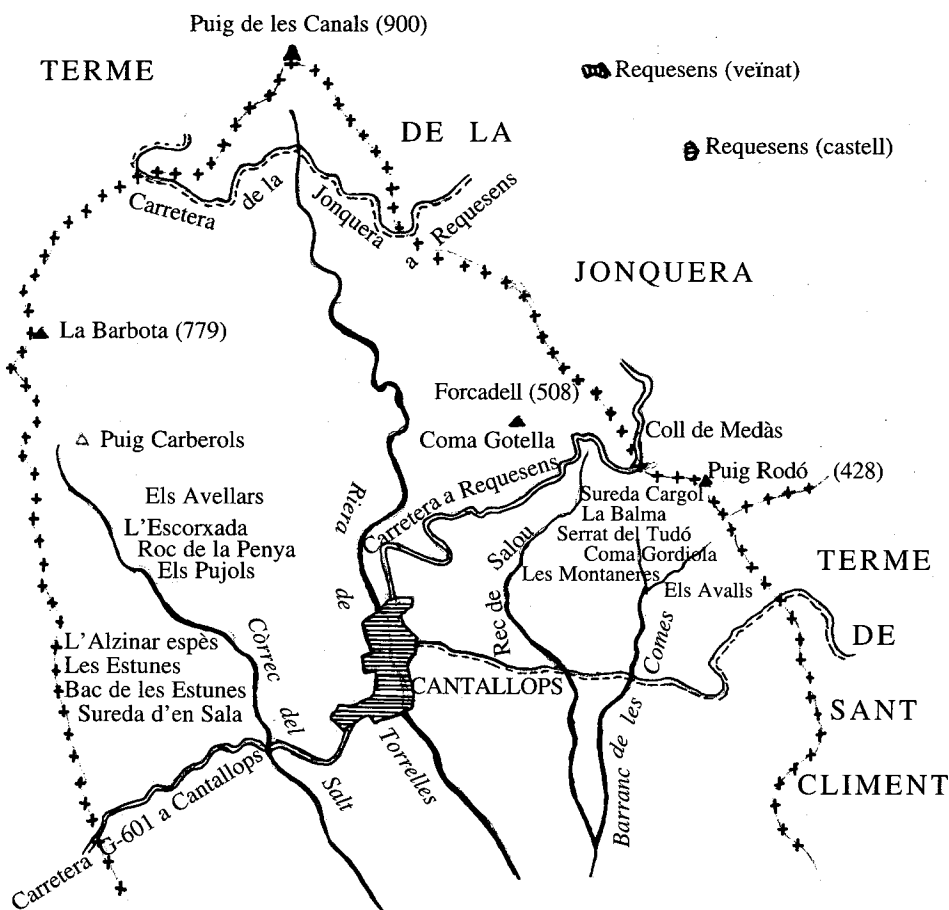 Puig de les Canals (900)
TERME
Requesens (veïnat)
DE LA
Requesens (castell)
Carretera de la Jonquera a Requesens
JONQUERA
La Barbota (779)
Forcadell (508)
Coma Gotella
Coll de Medàs
Puig Carberols
Puig Rodó (428)
Carretera a Requesens
Els Avellars
L'Escorxada
Roc de la Penya
Els Pujols
Sureda Cargol
La Balma
Serrat del Tudó
Coma Gordiola
Les Montaneres
Els Avalls
TERME
Riera de Torrelles
Rec de Salou
L'Alzinar espès
Les Estunes
Bac de les Estunes
Sureda d'en Sala
Còrrec del Salt
CANTALLOPS
DE
Barranc de les Comes
SANT
CLIMENT
Carretera G-601 a Cantallops